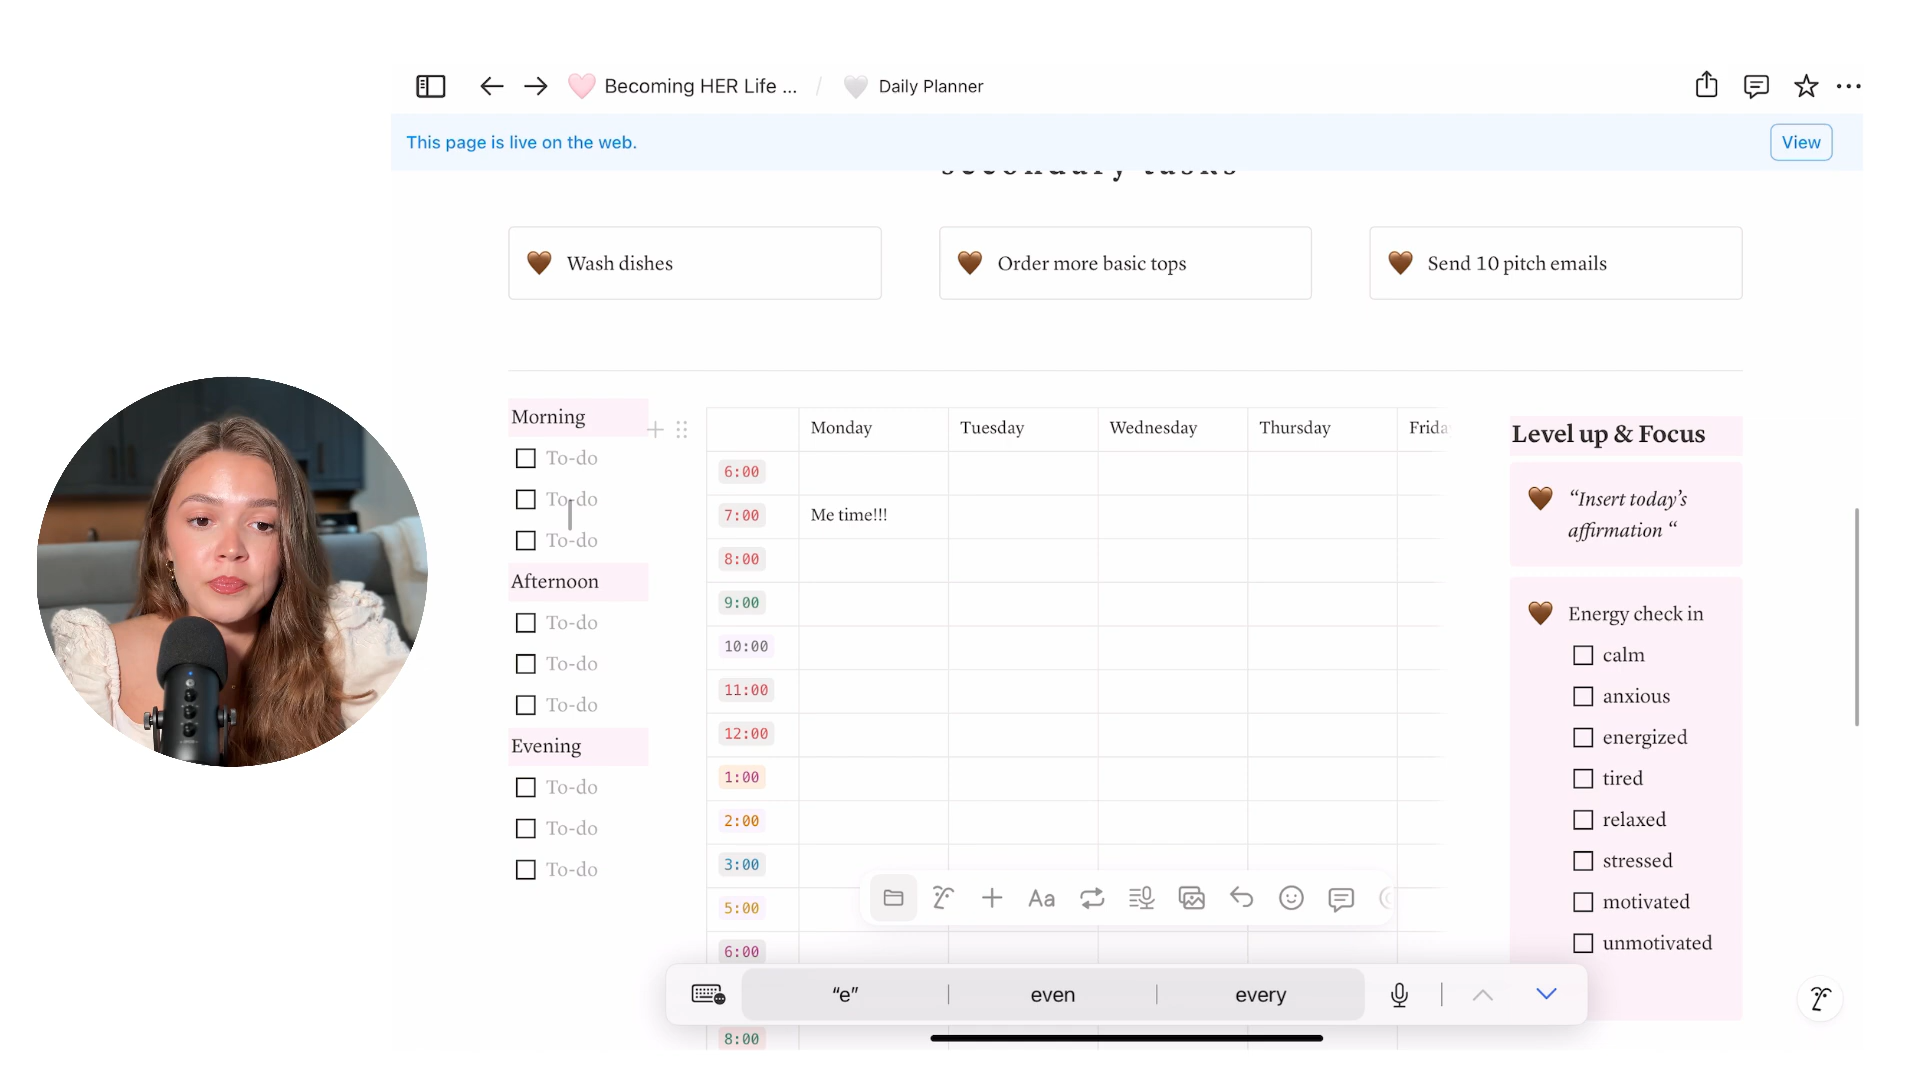 Becoming HER Life ... / Daily Planner
This page is live on the web.
View
secondary tasks
Wash dishes
Order more basic tops
Send 10 pitch emails
Morning
To-do
To-do
To-do
Afternoon
To-do
To-do
To-do
Evening
To-do
To-do
To-do
Monday Tuesday Wednesday Thursday Frida
6:00
7:00 Me time!!!
8:00
9:00
10:00
11:00
12:00
1:00
2:00
3:00
5:00
6:00
8:00
Level up & Focus
“Insert today’s
affirmation “
Energy check in
calm
anxious
energized
tired
relaxed
stressed
motivated
unmotivated
Aa
“e” even every